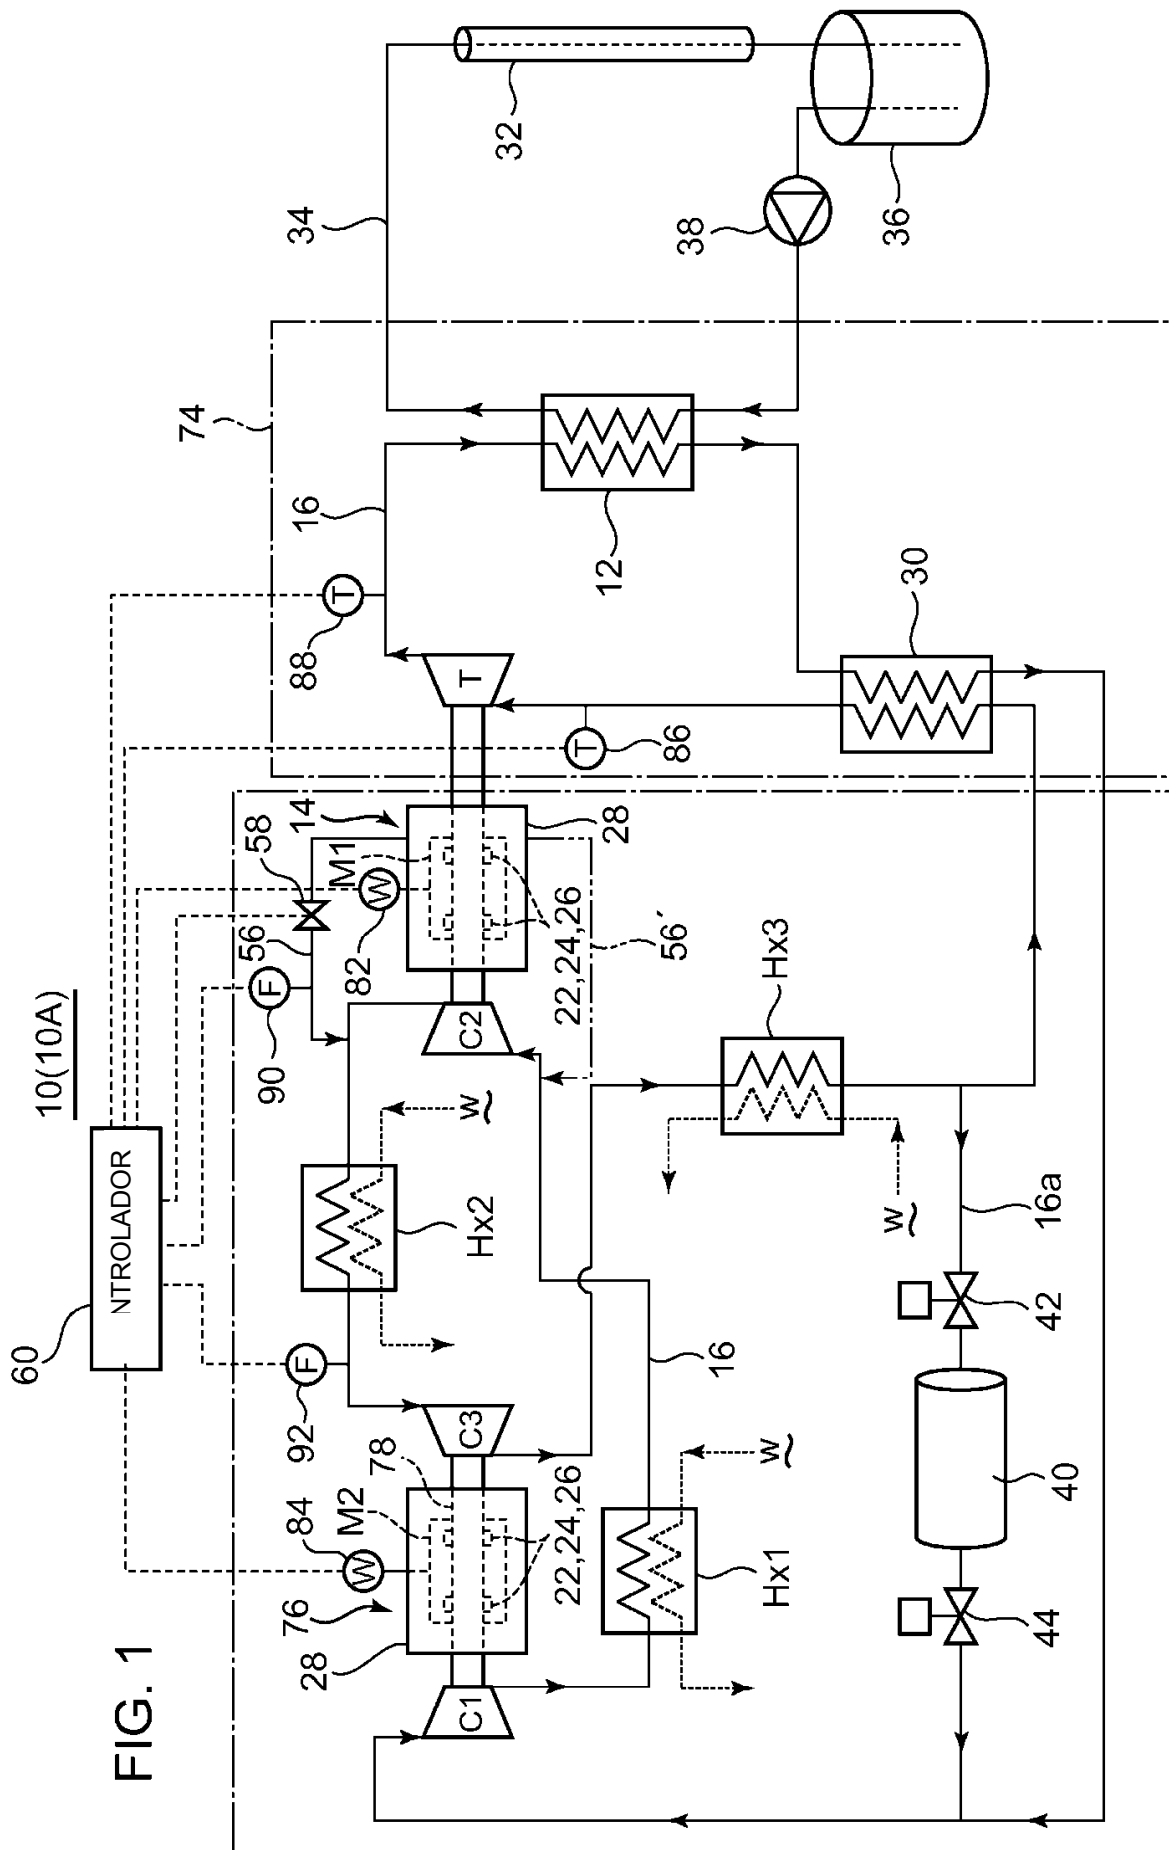 FIG. 1
10(10A)
60
NTROLADOR
92
F
90
F
56
58
14
M1
W
82
28
22,24,26
56′
88
T
T
86
T
16
74
34
32
38
36
12
30
C2
Hx2
w
C3
78
M2
84
W
76
28
22,24,26
C1
Hx1
w
16
Hx3
w
16a
42
40
44